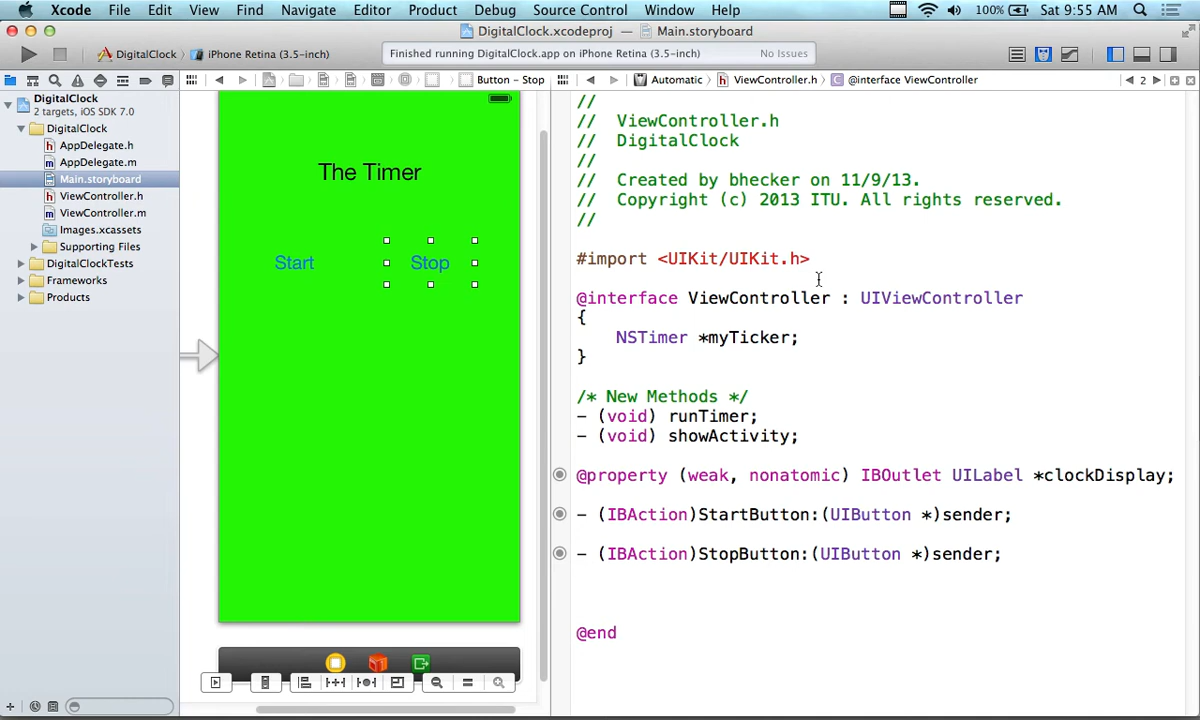 Xcode File Edit View Find Navigate Editor Product Debug Source Control Window Help 100% Sat 9:55 AM
DigitalClock.xcodeproj — Main.storyboard
DigitalClock iPhone Retina (3.5-inch) Finished running DigitalClock.app on iPhone Retina (3.5-inch) No Issues
Button – Stop Automatic ViewController.h @interface ViewController 2
DigitalClock
2 targets, iOS SDK 7.0
DigitalClock
AppDelegate.h
AppDelegate.m
Main.storyboard
ViewController.h
ViewController.m
Images.xcassets
Supporting Files
DigitalClockTests
Frameworks
Products
The Timer
Start Stop
//
// ViewController.h
// DigitalClock
//
// Created by bhecker on 11/9/13.
// Copyright (c) 2013 ITU. All rights reserved.
//
#import <UIKit/UIKit.h>
@interface ViewController : UIViewController
{
NSTimer *myTicker;
}
/* New Methods */
- (void) runTimer;
- (void) showActivity;
@property (weak, nonatomic) IBOutlet UILabel *clockDisplay;
- (IBAction)StartButton:(UIButton *)sender;
- (IBAction)StopButton:(UIButton *)sender;
@end